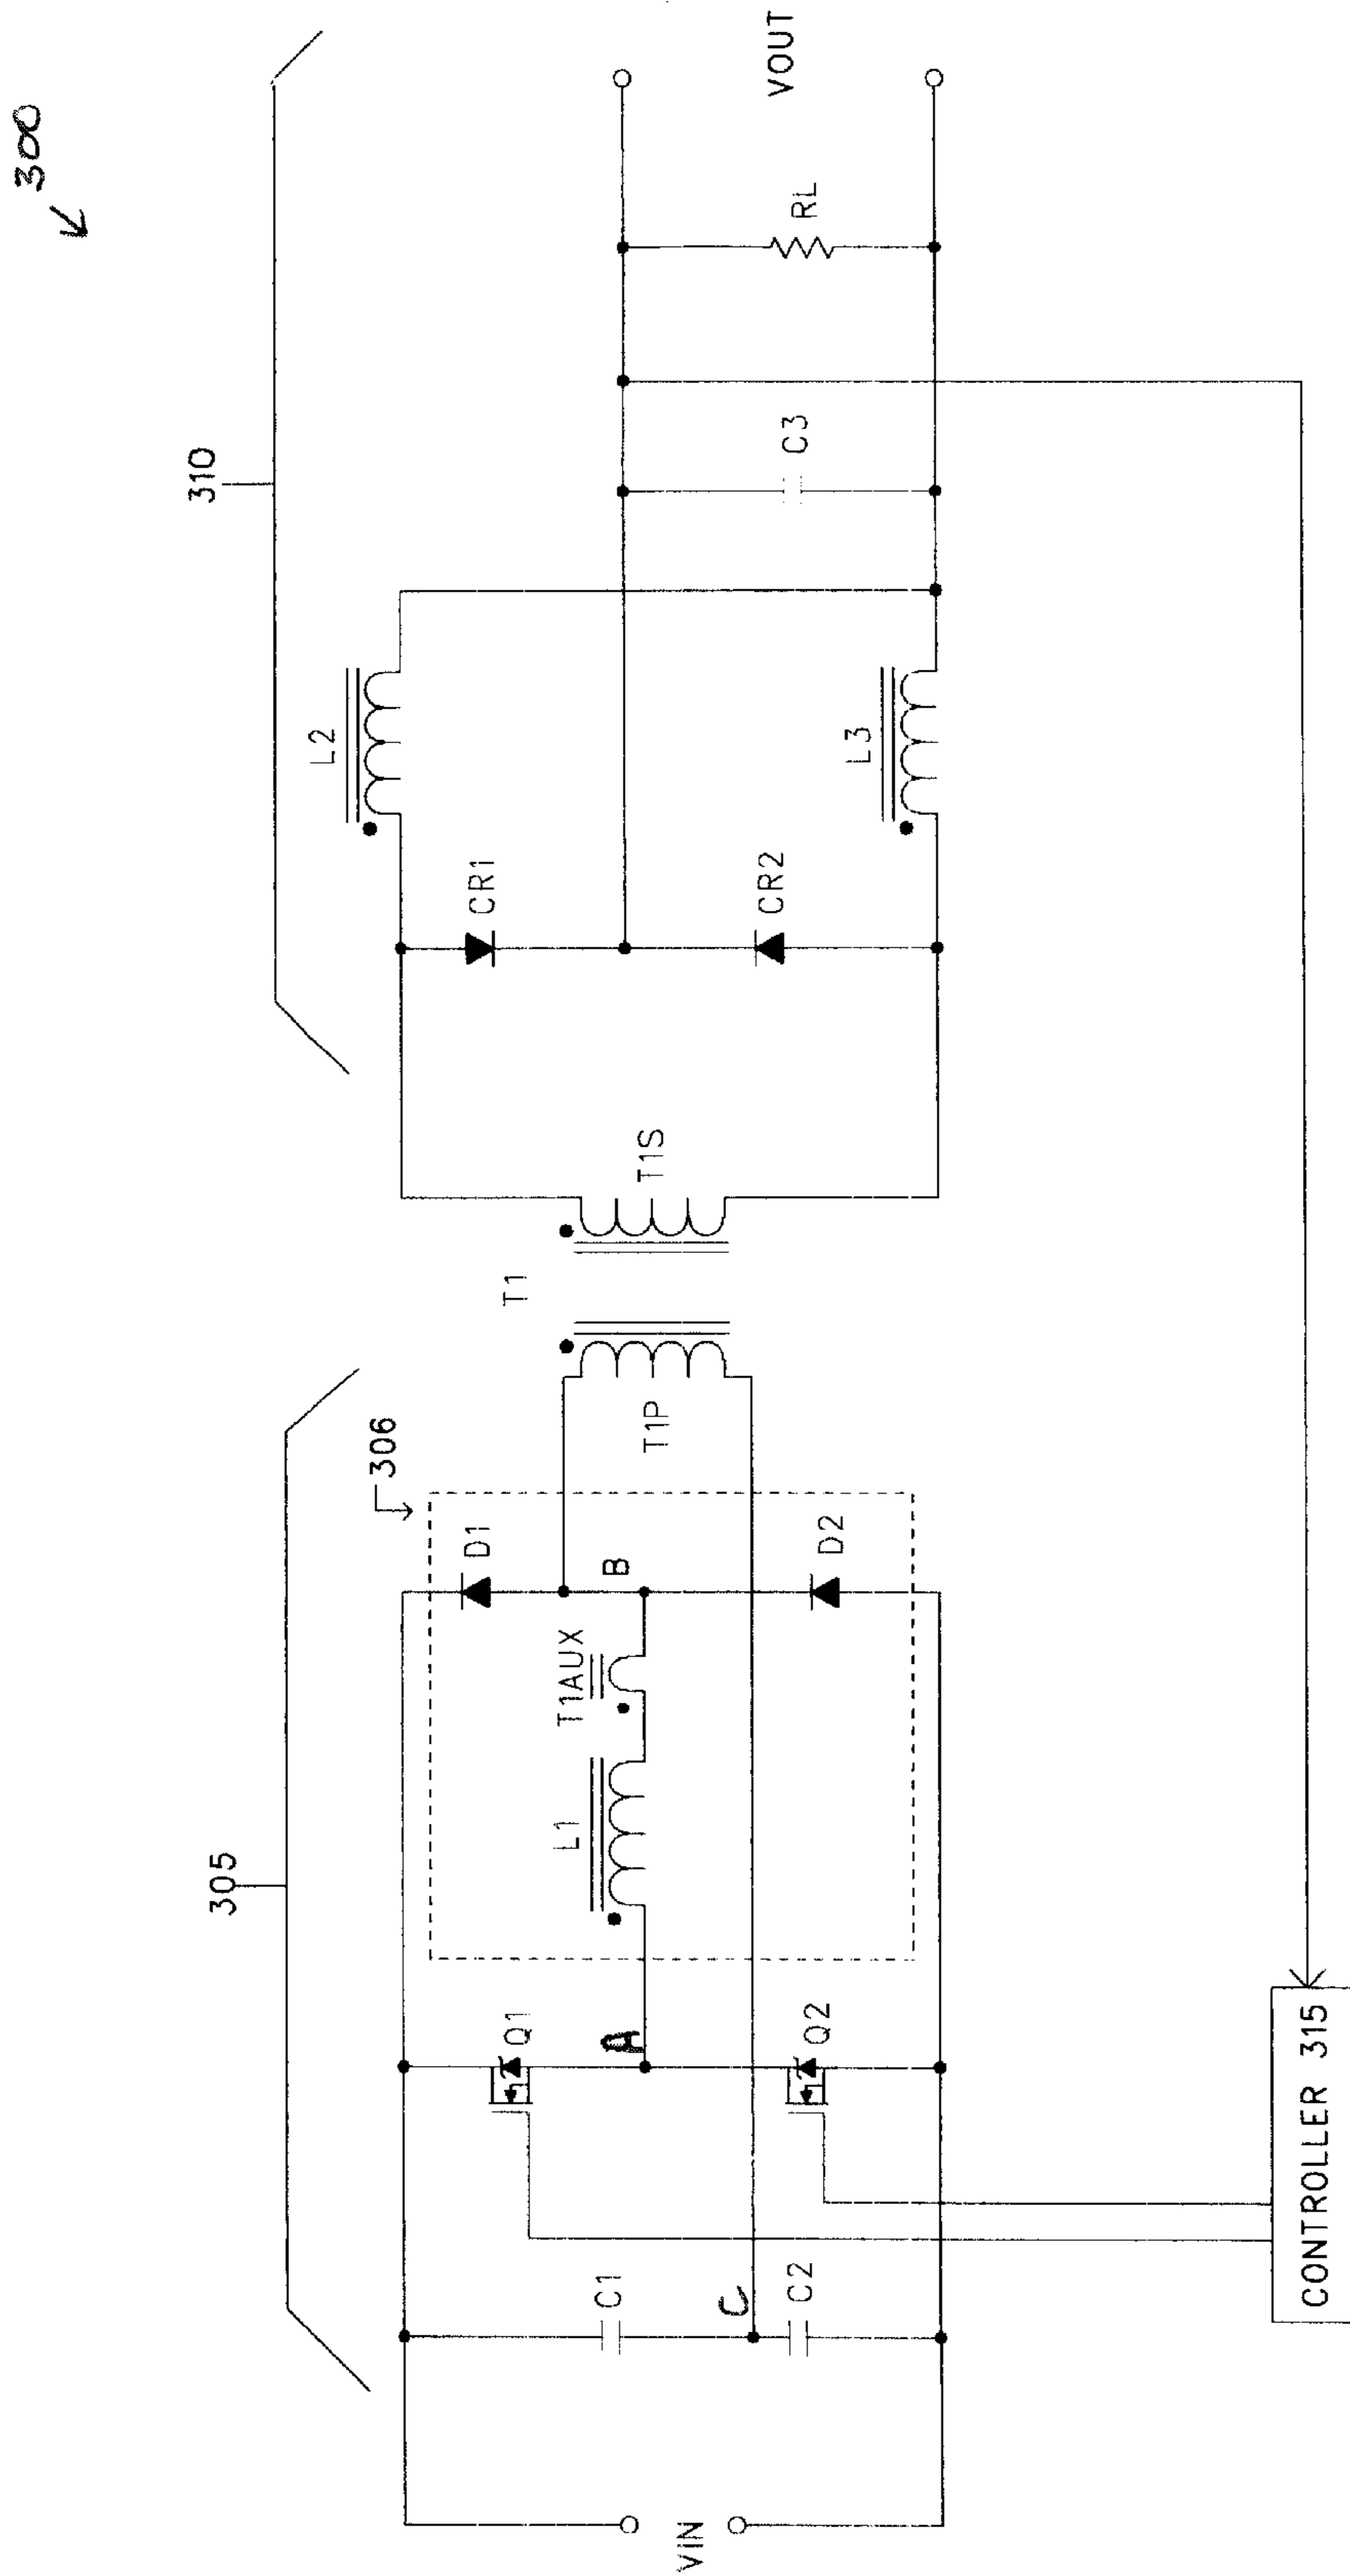 300
310
305
306
L2
CR1
CR2
L3
C3
RL
VOUT
T1
T1P
T1S
D1
B
D2
T1AUX
L1
Q1
A
Q2
C1
C
C2
VIN
CONTROLLER 315